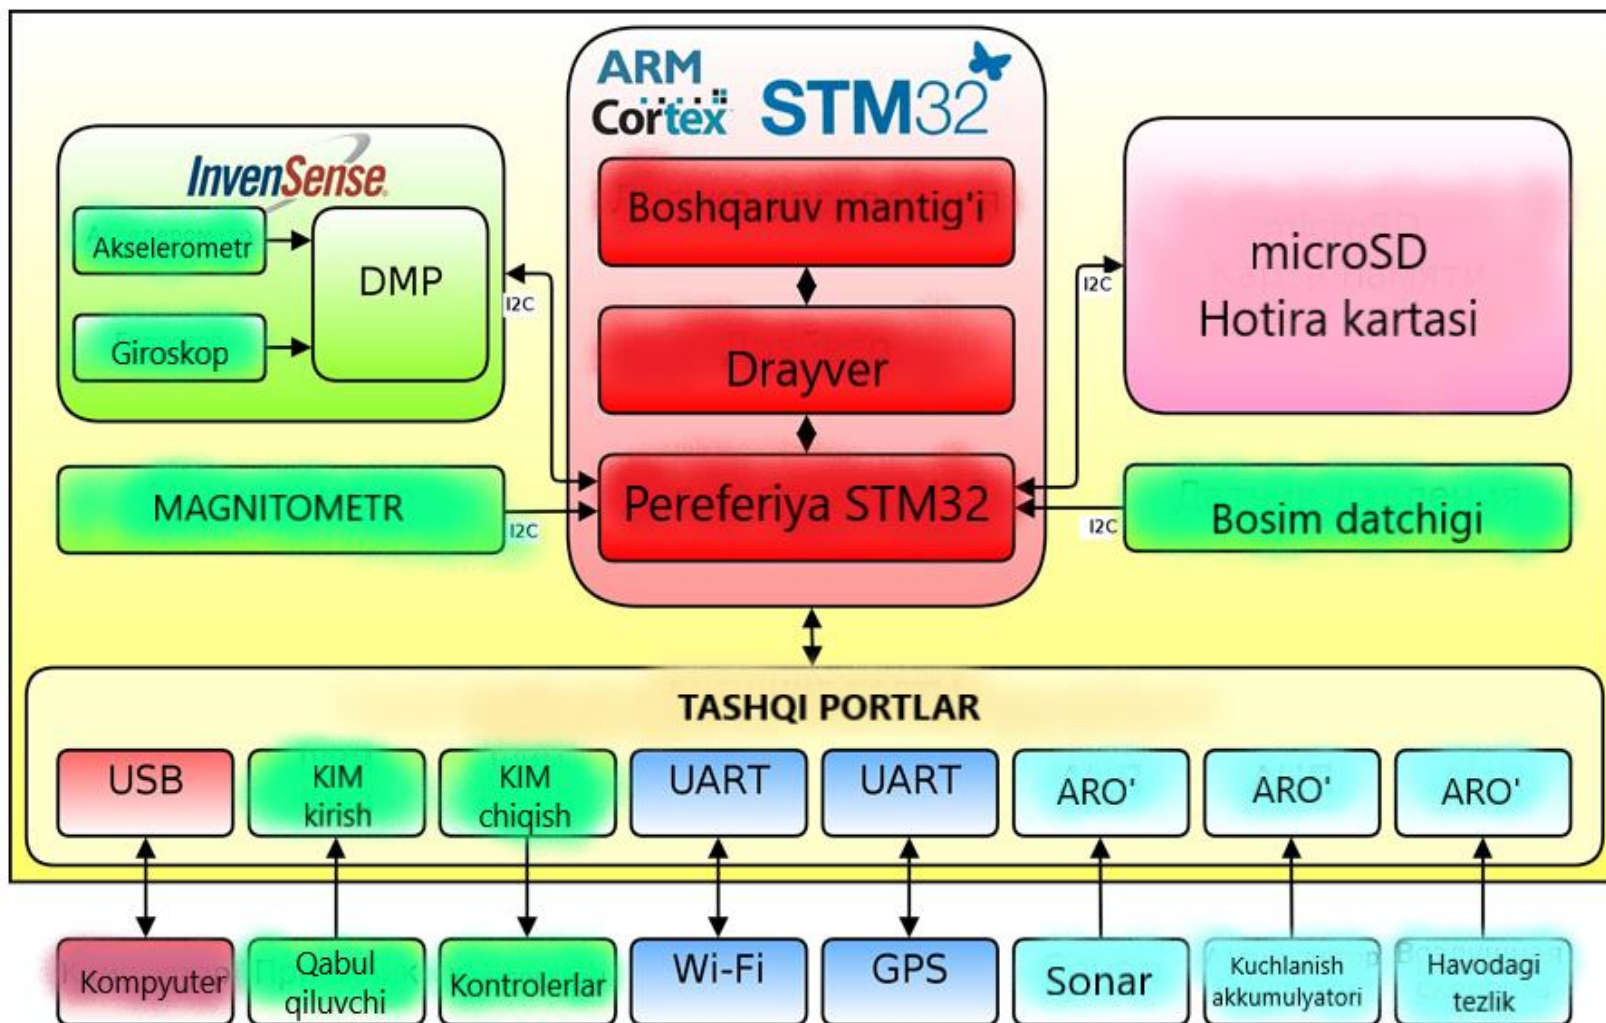 ARM
Cortex
STM32
InvenSense
Akselerometr
Giroskop
DMP
I2C
MAGNITOMETR
I2C
Boshqaruv mantig'i
Drayver
Pereferiya STM32
I2C
microSD
Hotira kartasi
I2C
Bosim datchigi
TASHQI PORTLAR
USB
KIM
kirish
KIM
chiqish
UART
UART
ARO'
ARO'
ARO'
Kompyuter
Qabul
qiluvchi
Kontrolerlar
Wi-Fi
GPS
Sonar
Kuchlanish
akkumulyatori
Havodagi
tezlik